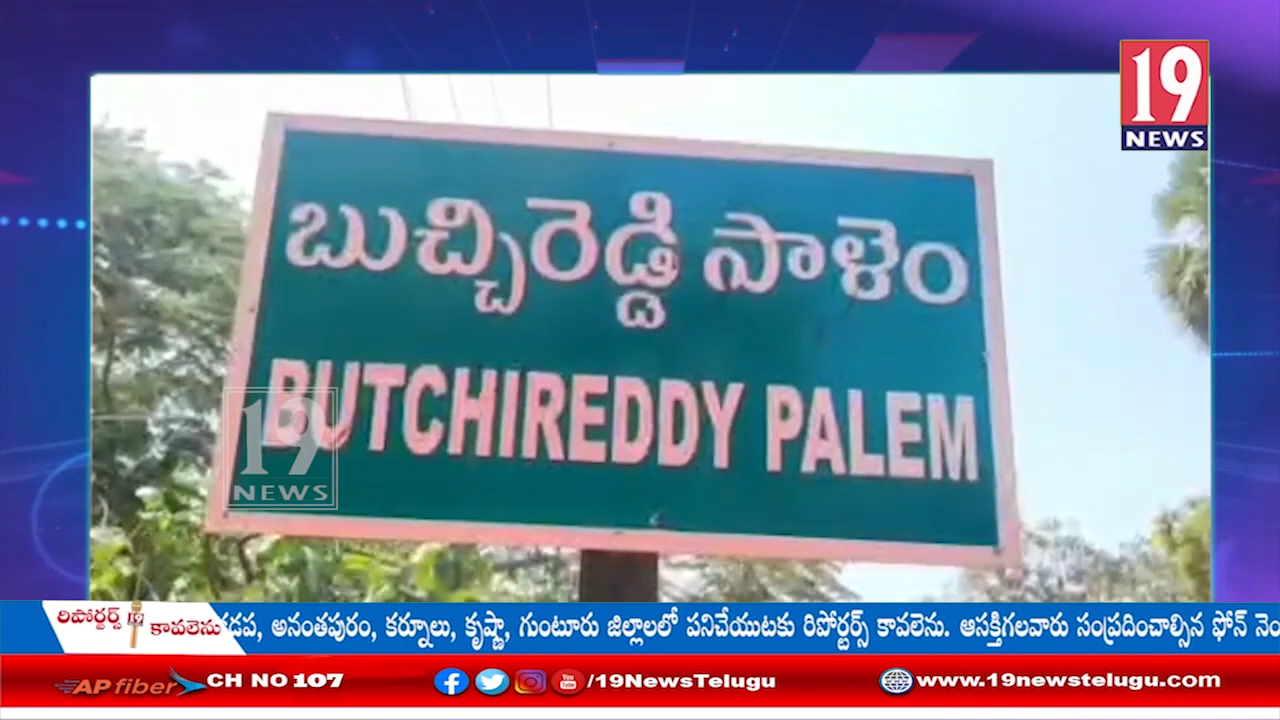 19
NEWS
బుచ్చిరెడ్డి పాళెం
BUTCHIREDDY PALEM
19
NEWS
రిపోర్టర్స్ కావలెను
డప, అనంతపురం, కర్నూలు, కృష్ణా, గుంటూరు జిల్లాలలో పనిచేయుటకు రిపోర్టర్స్ కావలెను. ఆసక్తిగలవారు సంప్రదించాల్సిన ఫోన్ నెం
AP fiber CH NO 107 /19NewsTelugu www.19newstelugu.com